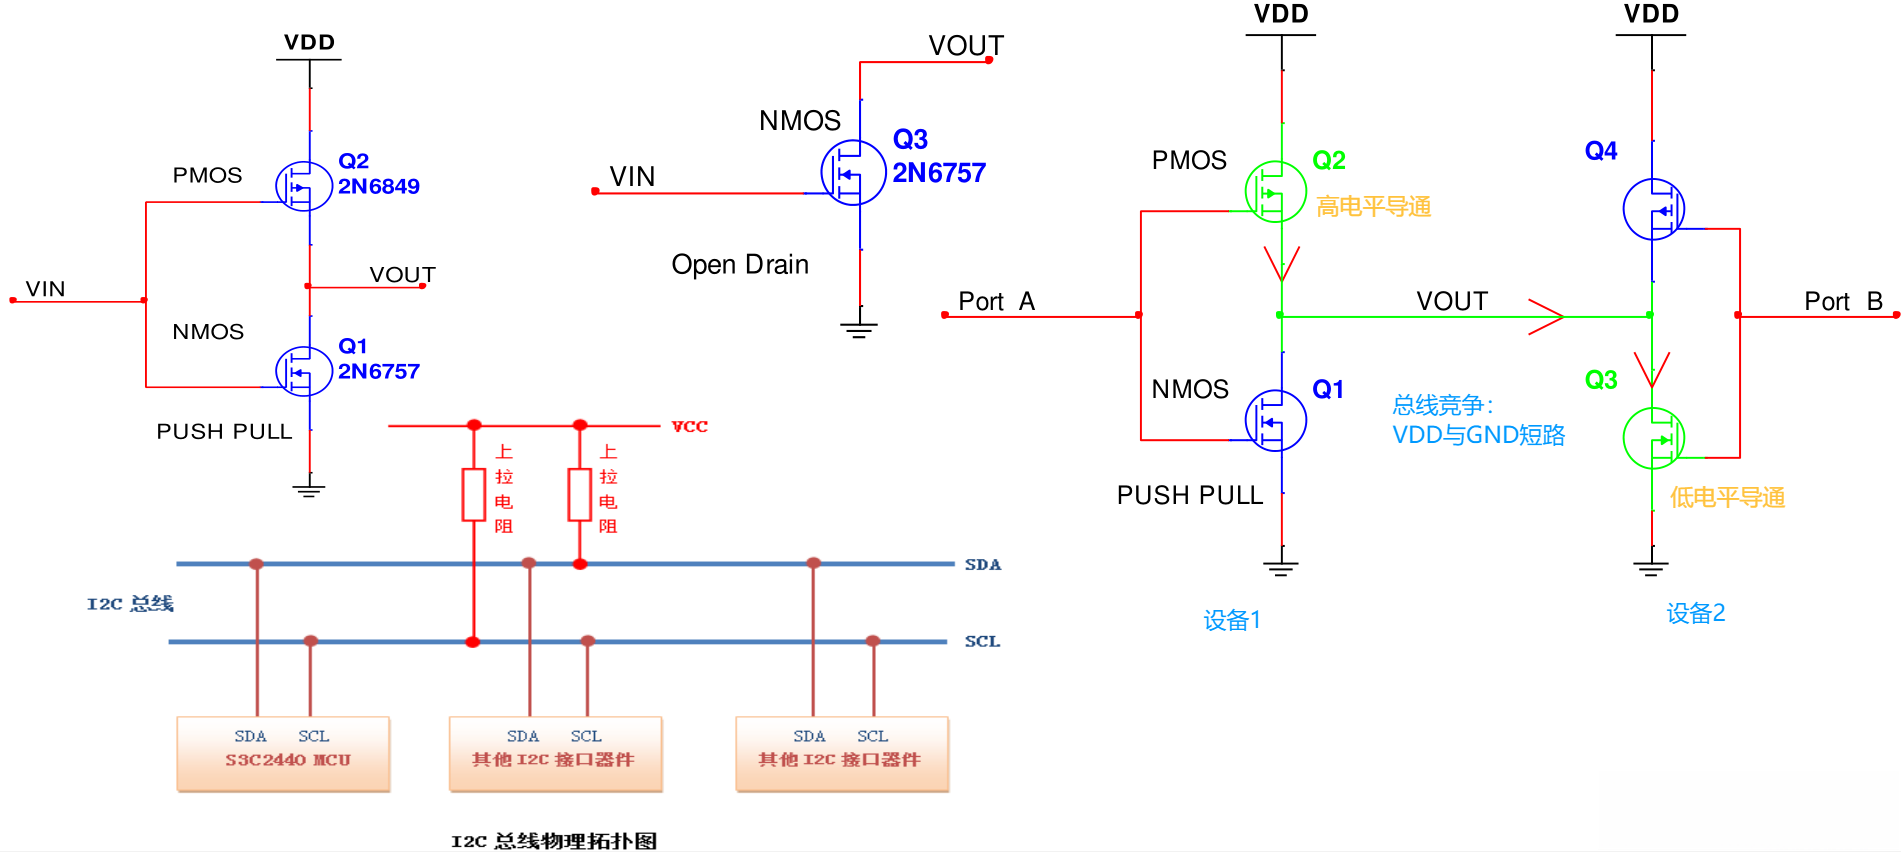 VDD
PMOS
Q2
2N6849
VIN
VOUT
NMOS
Q1
2N6757
PUSH PULL
VOUT
NMOS
Q3
2N6757
VIN
Open Drain
VDD
PMOS
Q2
高电平导通
Port A
VOUT
NMOS
Q1
PUSH PULL
设备1
总线竞争:
VDD与GND短路
VDD
Q4
Port B
Q3
低电平导通
设备2
VCC
上拉电阻
上拉电阻
SDA
I2C 总线
SCL
SDA SCL
S3C2440 MCU
SDA SCL
其他 I2C 接口器件
SDA SCL
其他 I2C 接口器件
I2C 总线物理拓扑图